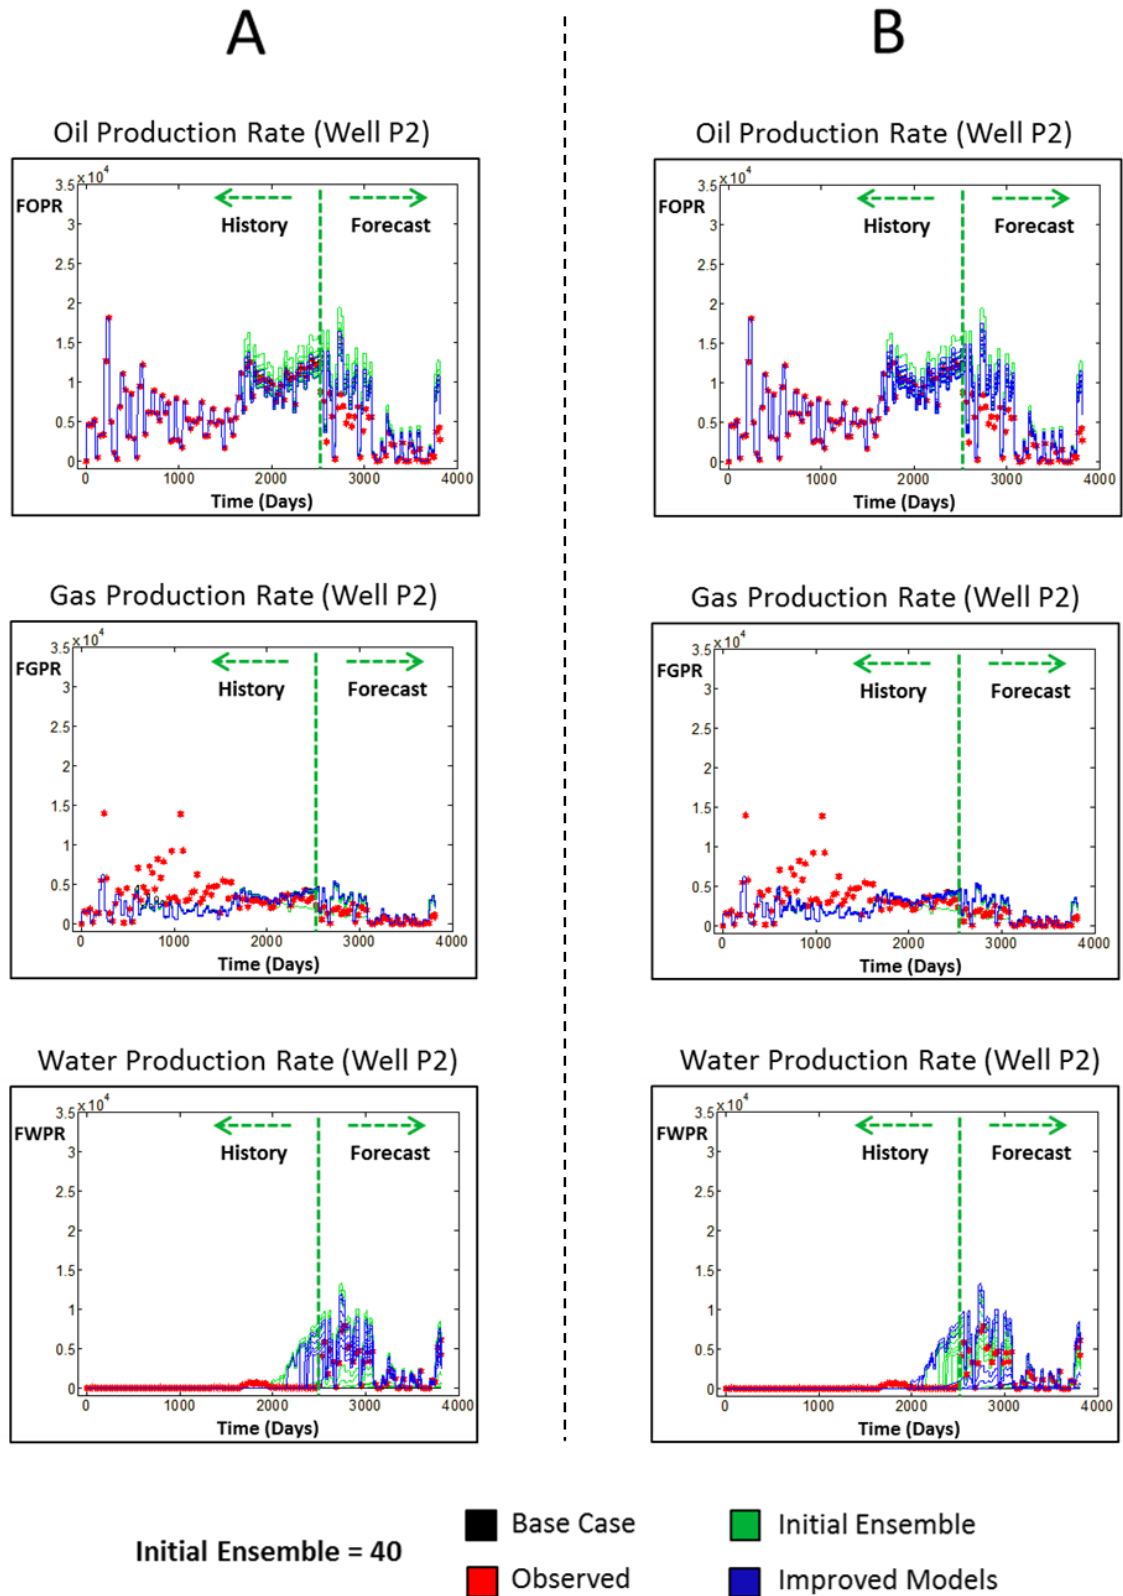 A
B
Oil Production Rate (Well P2)
Oil Production Rate (Well P2)
3.5 ×10⁴
FOPR
3
2.5
2
1.5
1
0.5
0
History
Forecast
0 1000 2000 3000 4000
Time (Days)
3.5 ×10⁴
FOPR
3
2.5
2
1.5
1
0.5
0
History
Forecast
0 1000 2000 3000 4000
Time (Days)
Gas Production Rate (Well P2)
Gas Production Rate (Well P2)
3.5 ×10⁴
FGPR
3
2.5
2
1.5
1
0.5
0
History
Forecast
0 1000 2000 3000 4000
Time (Days)
3.5 ×10⁴
FGPR
3
2.5
2
1.5
1
0.5
0
History
Forecast
0 1000 2000 3000 4000
Time (Days)
Water Production Rate (Well P2)
Water Production Rate (Well P2)
3.5 ×10⁴
FWPR
3
2.5
2
1.5
1
0.5
0
History
Forecast
0 1000 2000 3000 4000
Time (Days)
3.5 ×10⁴
FWPR
3
2.5
2
1.5
1
0.5
0
History
Forecast
0 1000 2000 3000 4000
Time (Days)
Initial Ensemble = 40
Base Case
Initial Ensemble
Observed
Improved Models